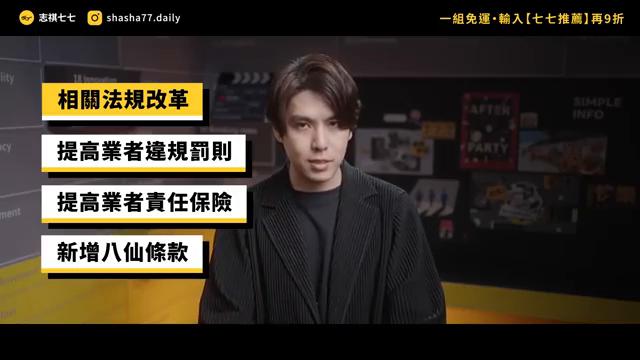 志祺七七
shasha77.daily
一組免運•輸入【七七推薦】再9折
相關法規改革
提高業者違規罰則
提高業者責任保險
新增八仙條款
AFTER
PARTY
SIMPLE
INFO